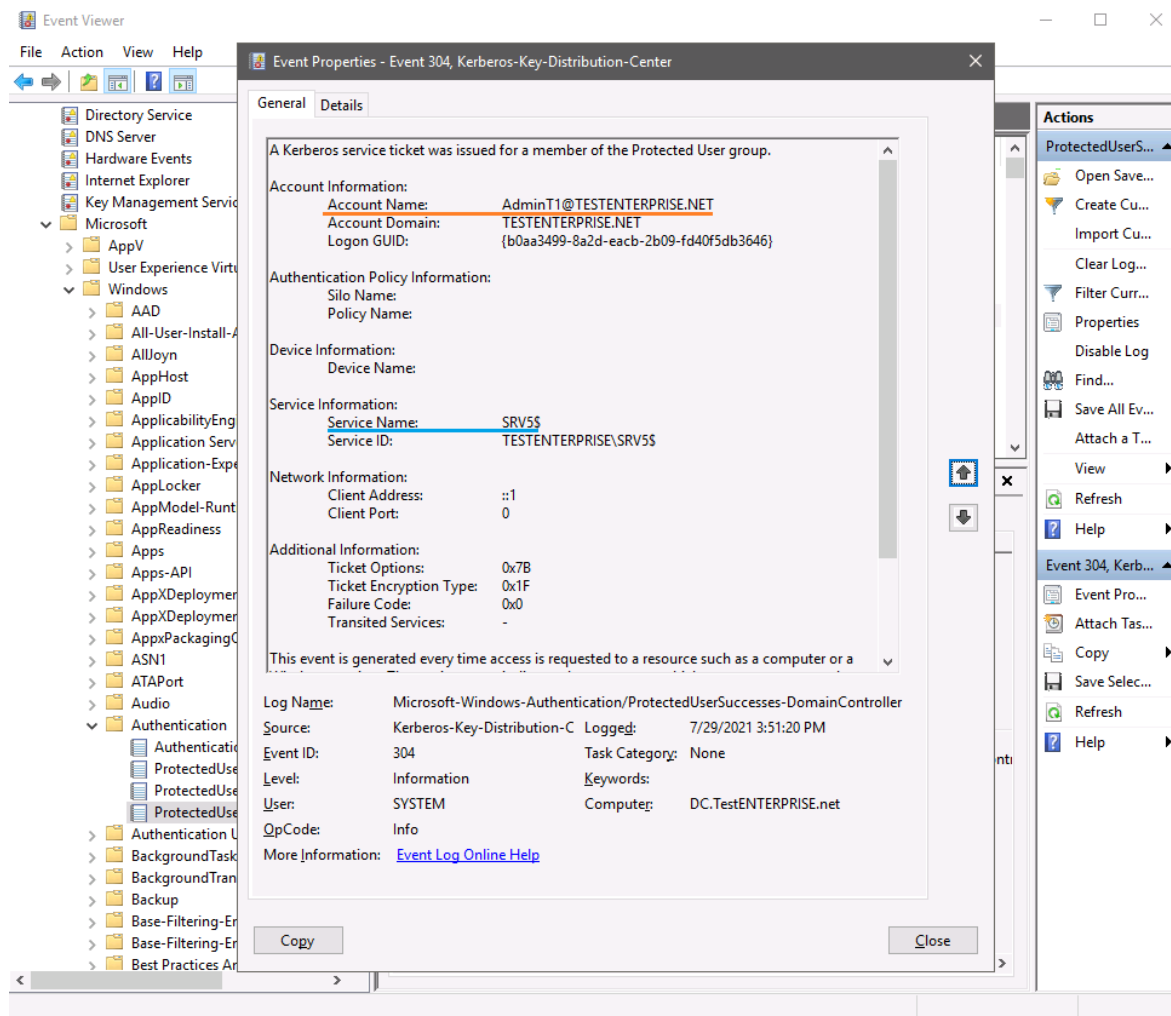 Event Viewer
File Action View Help
Directory Service
DNS Server
Hardware Events
Internet Explorer
Key Management Servic
Microsoft
AppV
User Experience Virtu
Windows
AAD
All-User-Install-A
AllJoyn
AppHost
AppID
ApplicabilityEng
Application Serv
Application-Expe
AppLocker
AppModel-Runt
AppReadiness
Apps
Apps-API
AppXDeploymer
AppXDeploymer
AppxPackagingO
ASN1
ATAPort
Audio
Authentication
Authenticatio
ProtectedUse
ProtectedUse
ProtectedUse
Authentication U
BackgroundTask
BackgroundTran
Backup
Base-Filtering-En
Base-Filtering-En
Best Practices An
Event Properties - Event 304, Kerberos-Key-Distribution-Center
General Details
A Kerberos service ticket was issued for a member of the Protected User group.
Account Information:
Account Name: AdminT1@TESTENTERPRISE.NET
Account Domain: TESTENTERPRISE.NET
Logon GUID: {b0aa3499-8a2d-eacb-2b09-fd40f5db3646}
Authentication Policy Information:
Silo Name:
Policy Name:
Device Information:
Device Name:
Service Information:
Service Name: SRV5$
Service ID: TESTENTERPRISE\SRV5$
Network Information:
Client Address: ::1
Client Port: 0
Additional Information:
Ticket Options: 0x7B
Ticket Encryption Type: 0x1F
Failure Code: 0x0
Transited Services: -
This event is generated every time access is requested to a resource such as a computer or a
Log Name: Microsoft-Windows-Authentication/ProtectedUserSuccesses-DomainController
Source: Kerberos-Key-Distribution-C Logged: 7/29/2021 3:51:20 PM
Event ID: 304 Task Category: None
Level: Information Keywords:
User: SYSTEM Computer: DC.TestENTERPRISE.net
OpCode: Info
More Information: Event Log Online Help
Copy Close
Actions
ProtectedUserS...
Open Save...
Create Cu...
Import Cu...
Clear Log...
Filter Curr...
Properties
Disable Log
Find...
Save All Ev...
Attach a T...
View
Refresh
Help
Event 304, Kerb...
Event Pro...
Attach Tas...
Copy
Save Selec...
Refresh
Help